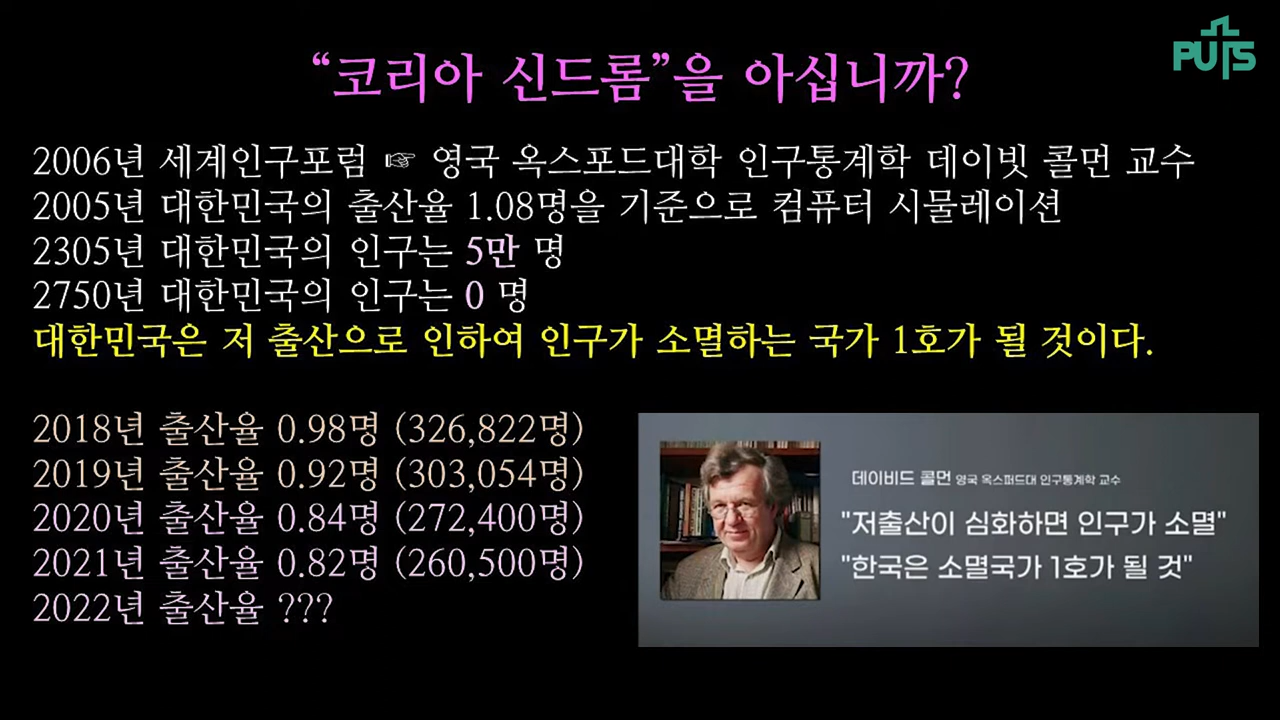 PUTS
“코리아 신드롬”을 아십니까?
2006년 세계인구포럼 ☞ 영국 옥스포드대학 인구통계학 데이빗 콜먼 교수
2005년 대한민국의 출산율 1.08명을 기준으로 컴퓨터 시물레이션
2305년 대한민국의 인구는 5만 명
2750년 대한민국의 인구는 0 명
대한민국은 저 출산으로 인하여 인구가 소멸하는 국가 1호가 될 것이다.
2018년 출산율 0.98명 (326,822명)
2019년 출산율 0.92명 (303,054명)
2020년 출산율 0.84명 (272,400명)
2021년 출산율 0.82명 (260,500명)
2022년 출산율 ???
데이비드 콜먼 영국 옥스퍼드대 인구통계학 교수
"저출산이 심화하면 인구가 소멸"
"한국은 소멸국가 1호가 될 것"